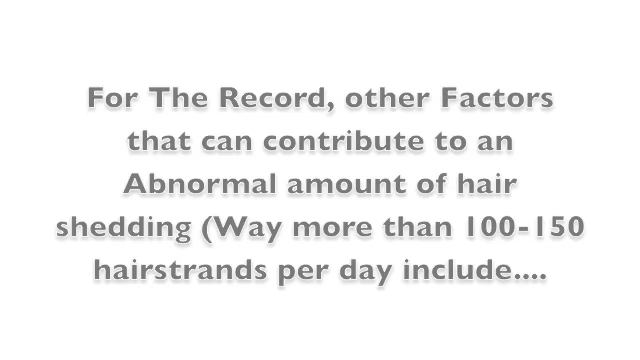 For The Record, other Factors
that can contribute to an
Abnormal amount of hair
shedding (Way more than 100-150
hairstrands per day include....